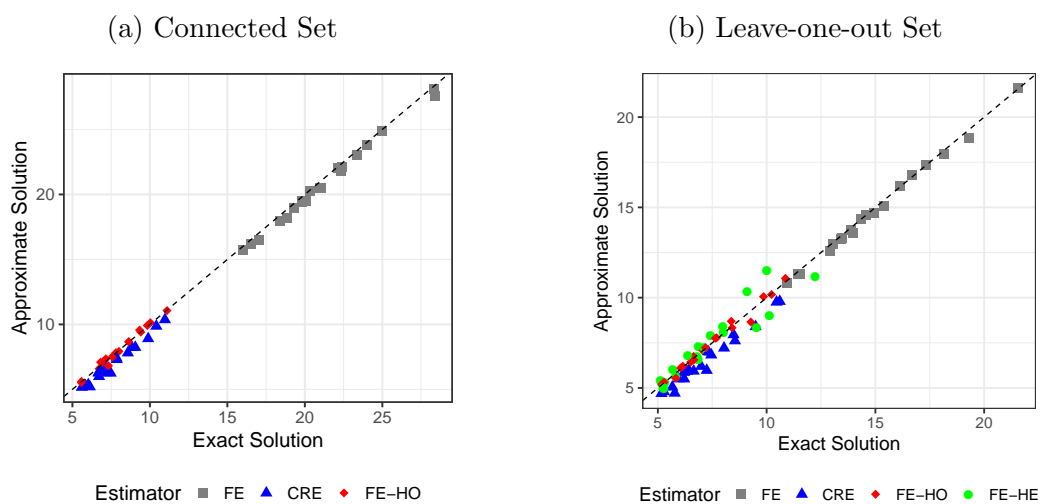 (a) Connected Set
Approximate Solution
20
10
5 10 15 20 25
Exact Solution
Estimator FE CRE FE−HO
(b) Leave-one-out Set
Approximate Solution
20
15
10
5
5 10 15 20
Exact Solution
Estimator FE CRE FE−HO FE−HE